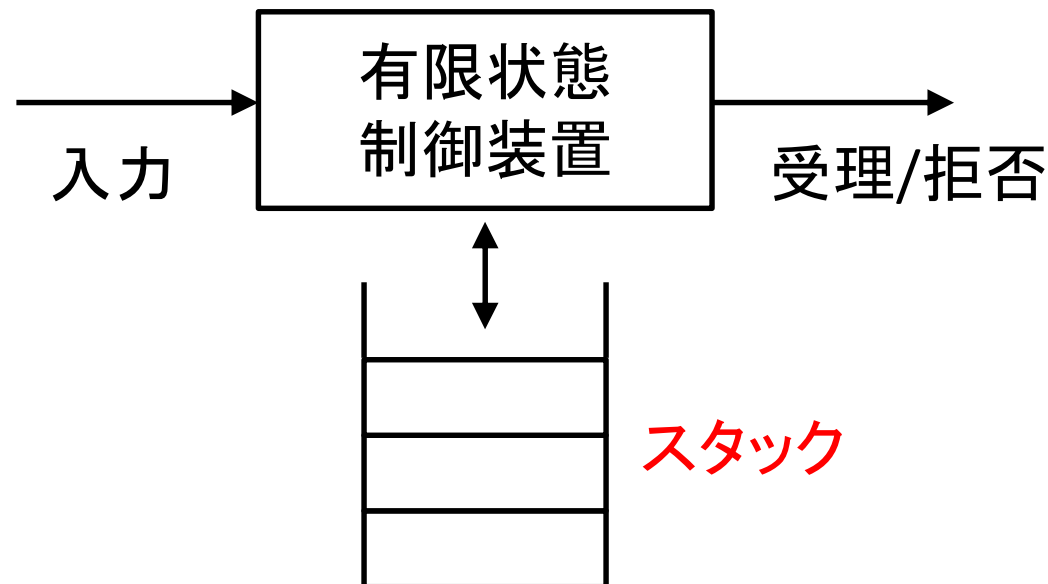 有限状態
制御装置
入力
受理/拒否
スタック